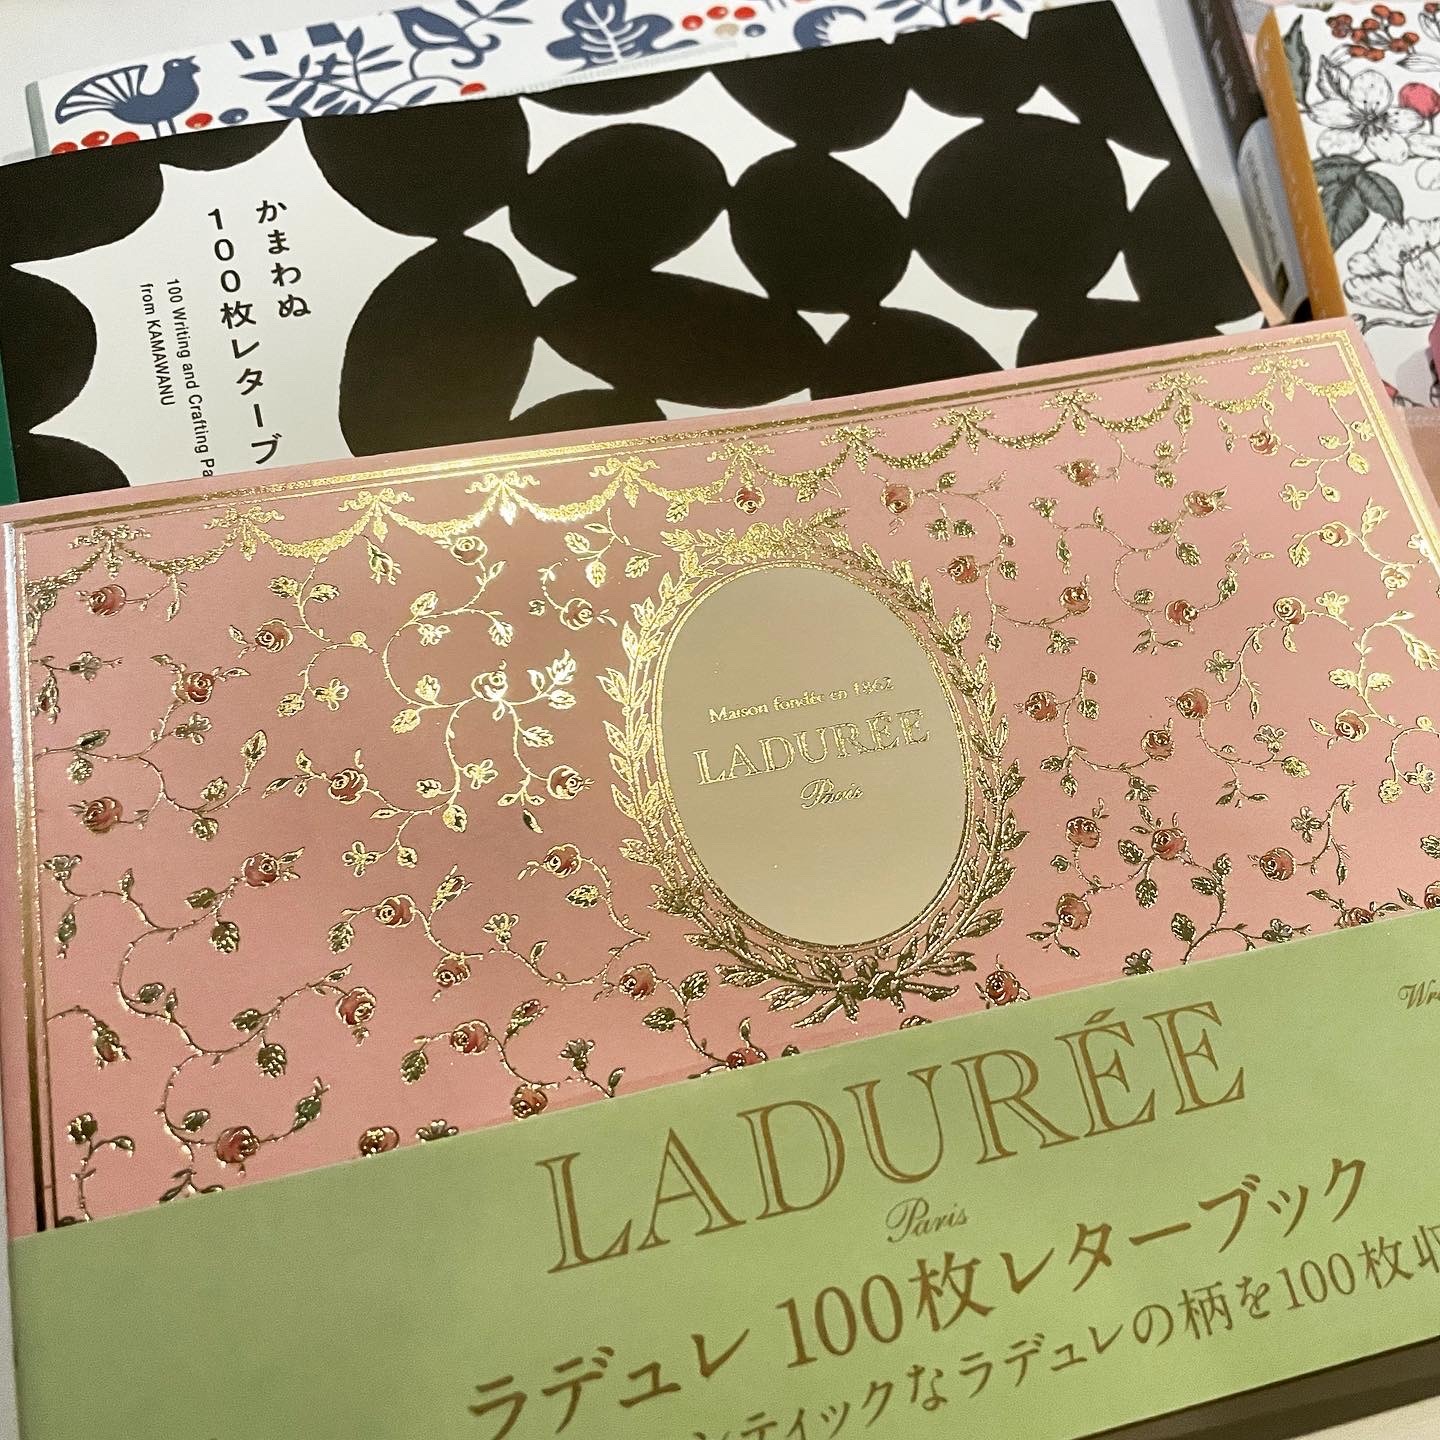 かまわぬ
100枚レターブ
100 Writing and Crafting Pa
from KAMAWANU
Maison fondée en 1862
LADURÉE
Paris
LADURÉE
Paris
ラデュレ 100枚レターブック
ンティックなラデュレの柄を100枚収